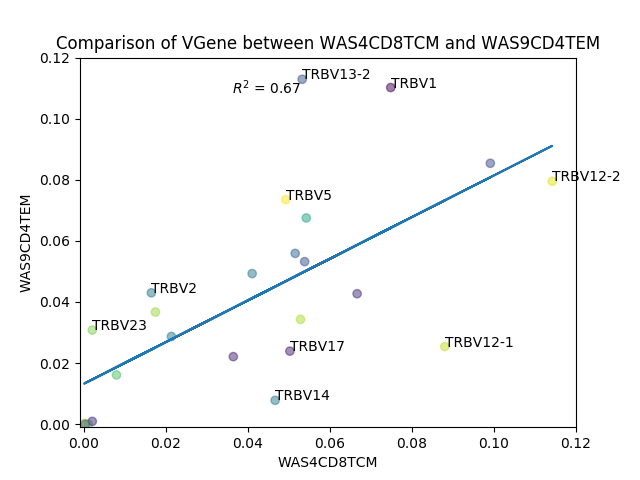 Comparison of VGene between WAS4CD8TCM and WAS9CD4TEM
0.12
TRBV13-2
R² = 0.67
TRBV1
0.10
0.08
TRBV12-2
TRBV5
WAS9CD4TEM
0.06
0.04
TRBV2
TRBV23
TRBV17
TRBV12-1
0.02
TRBV14
0.00
0.00 0.02 0.04 0.06 0.08 0.10 0.12
WAS4CD8TCM